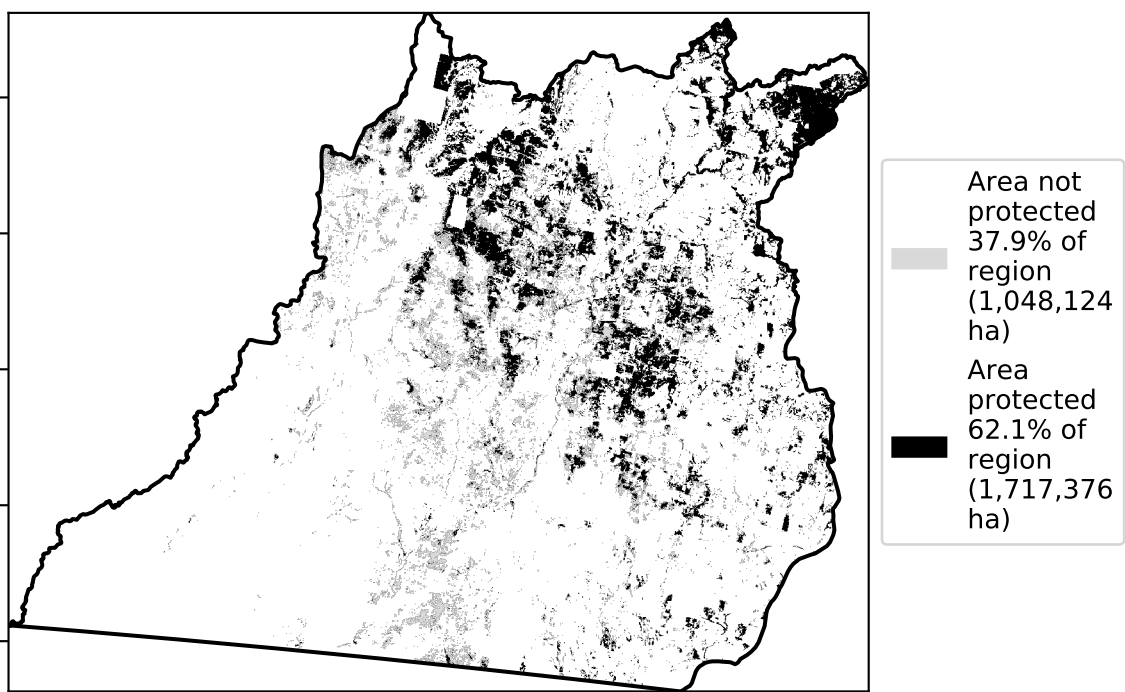 Area not
protected
37.9% of
region
(1,048,124
ha)
Area
protected
62.1% of
region
(1,717,376
ha)